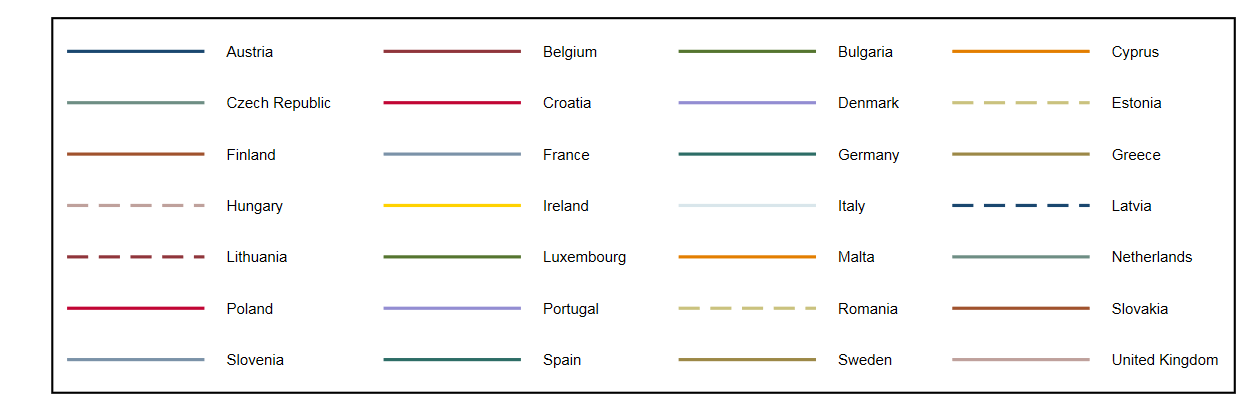 Austria Belgium Bulgaria Cyprus
Czech Republic Croatia Denmark Estonia
Finland France Germany Greece
Hungary Ireland Italy Latvia
Lithuania Luxembourg Malta Netherlands
Poland Portugal Romania Slovakia
Slovenia Spain Sweden United Kingdom